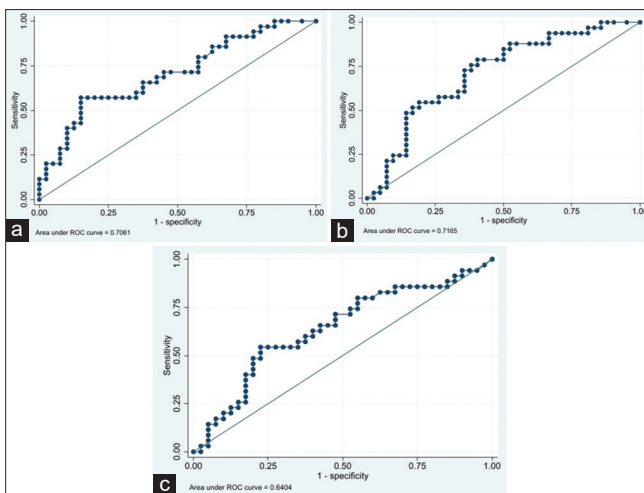 1.00
0.75
0.50
0.25
0.00
Sensitivity
0.00 0.25 0.50 0.75 1.00
1 - specificity
Area under ROC curve = 0.7061
a
1.00
0.75
0.50
0.25
0.00
Sensitivity
0.00 0.25 0.50 0.75 1.00
1 - specificity
Area under ROC curve = 0.7165
b
1.00
0.75
0.50
0.25
0.00
Sensitivity
0.00 0.25 0.50 0.75 1.00
1 - specificity
Area under ROC curve = 0.6404
c